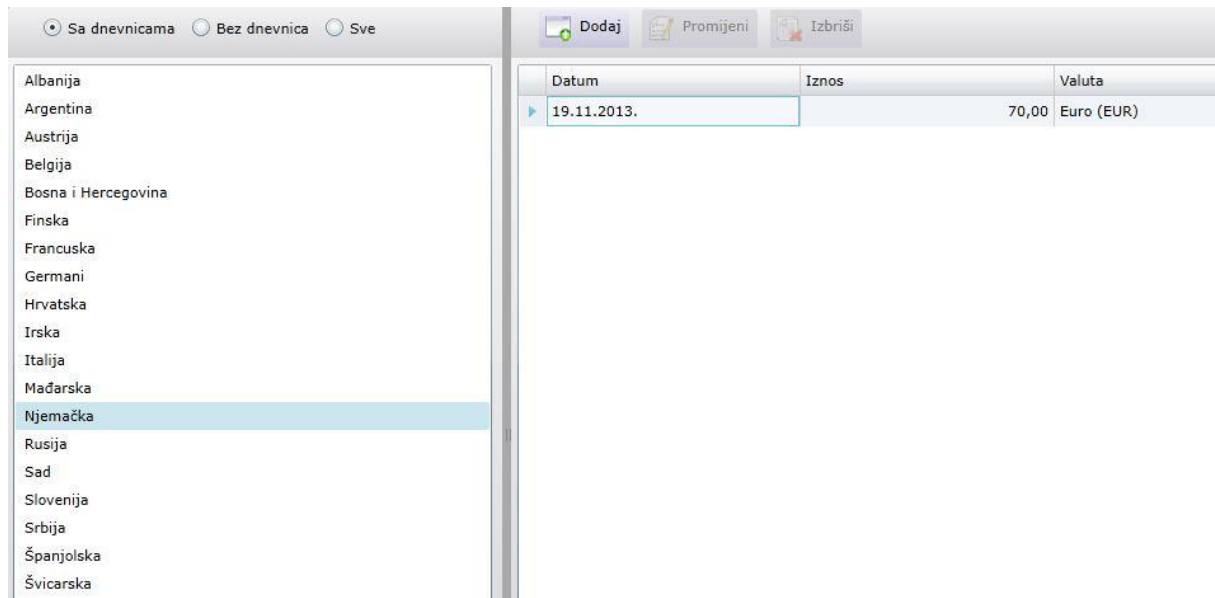 Sa dnevnicama Bez dnevnica Sve
Dodaj Promijeni Izbriši
Albanija
Argentina
Austrija
Belgija
Bosna i Hercegovina
Finska
Francuska
Germani
Hrvatska
Irska
Italija
Mađarska
Njemačka
Rusija
Sad
Slovenija
Srbija
Španjolska
Švicarska
Datum Iznos Valuta
19.11.2013. 70,00 Euro (EUR)